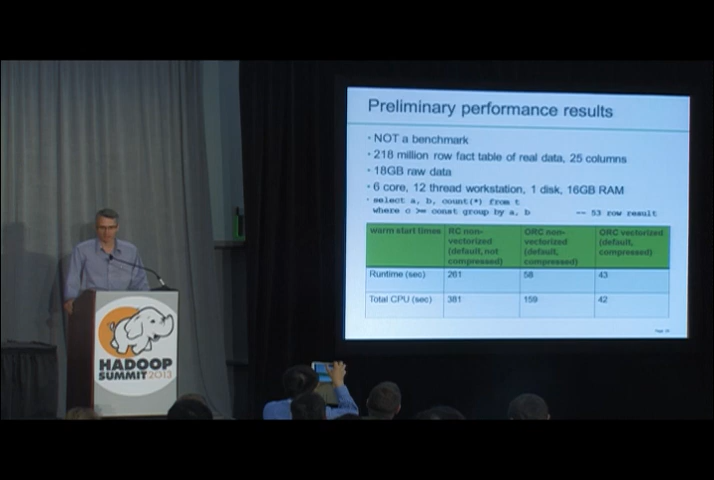 Preliminary performance results
· NOT a benchmark
· 218 million row fact table of real data, 25 columns
· 18GB raw data
· 6 core, 12 thread workstation, 1 disk, 16GB RAM
· select a, b, count(*) from t
where c >= const group by a, b -- 53 row result
warm start times | RC non-vectorized (default, not compressed) | ORC non-vectorized (default, compressed) | ORC vectorized (default, compressed)
Runtime (sec) 261 58 43
Total CPU (sec) 381 159 42
HADOOP
SUMMIT 2013